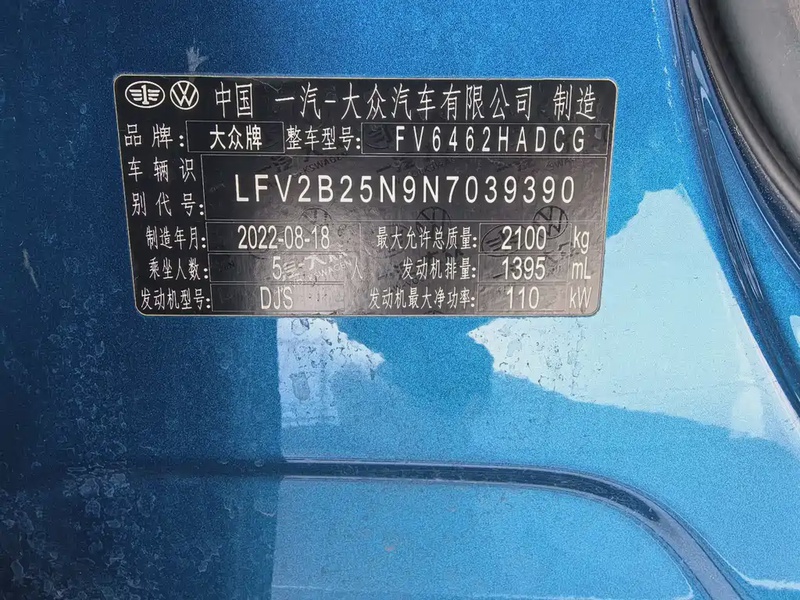 中国 一汽-大众汽车有限公司 制造
品牌: 大众牌 整车型号: FV6462HADCG
车辆识别代号: LFV2B25N9N7039390
制造年月: 2022-08-18 最大允许总质量: 2100 kg
乘坐人数: 5 人 发动机排量: 1395 mL
发动机型号: DJS 发动机最大净功率: 110 kW